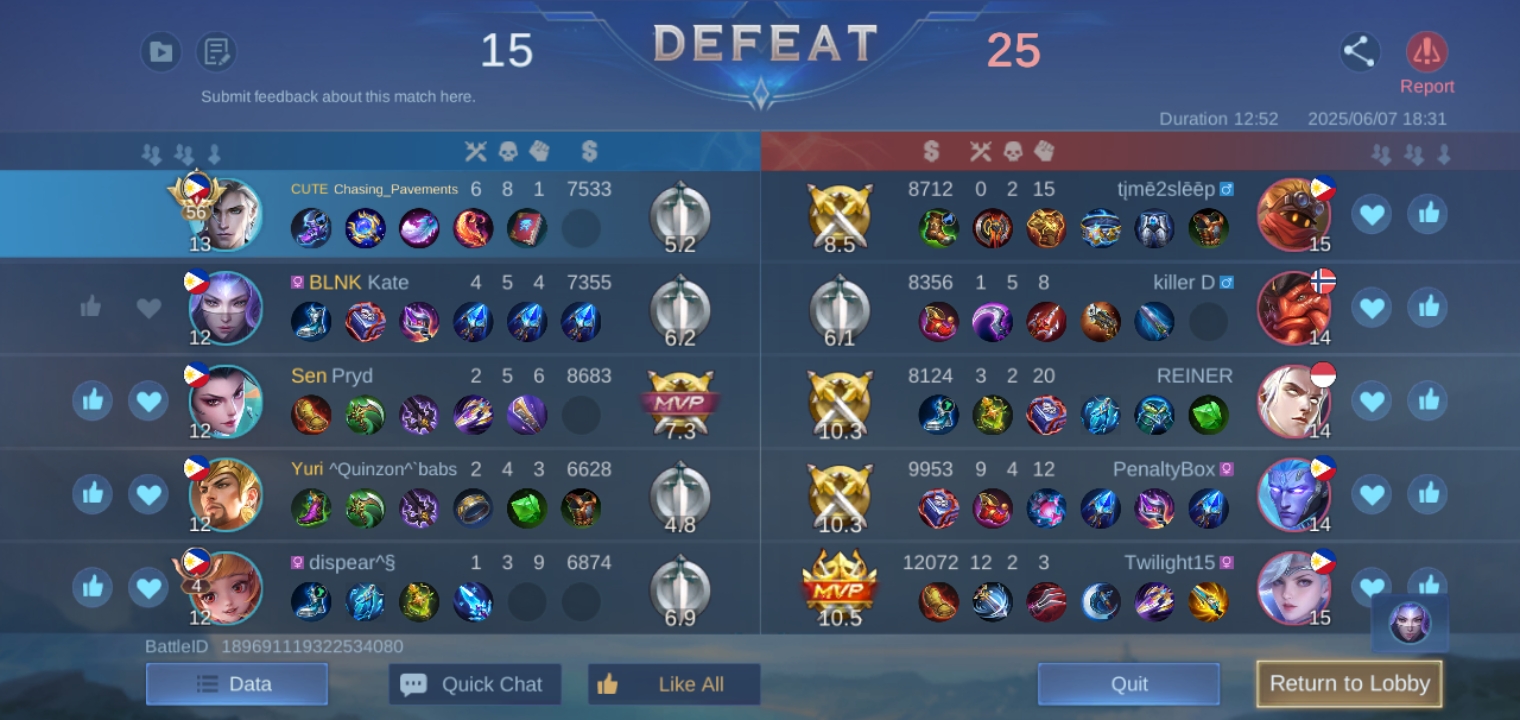 15 DEFEAT 25
Report
Submit feedback about this match here.
Duration 12:52 2025/06/07 18:31
56 13 CUTE Chasing_Pavements 6 8 1 7533 5.2
8.5 8712 0 2 15 tįmē2slēēp 15
12 BLNK Kate 4 5 4 7355 6.2
6.1 8356 1 5 8 killer D 14
12 Sen Pryd 2 5 6 8683 MVP 7.3
10.3 8124 3 2 20 REINER 14
12 Yuri ^Quinzon^`babs 2 4 3 6628 4.8
10.3 9953 9 4 12 PenaltyBox 14
4 12 dispear^§ 1 3 9 6874 6.9
MVP 10.5 12072 12 2 3 Twilight15 15
BattleID 189691119322534080
Data Quick Chat Like All Quit Return to Lobby